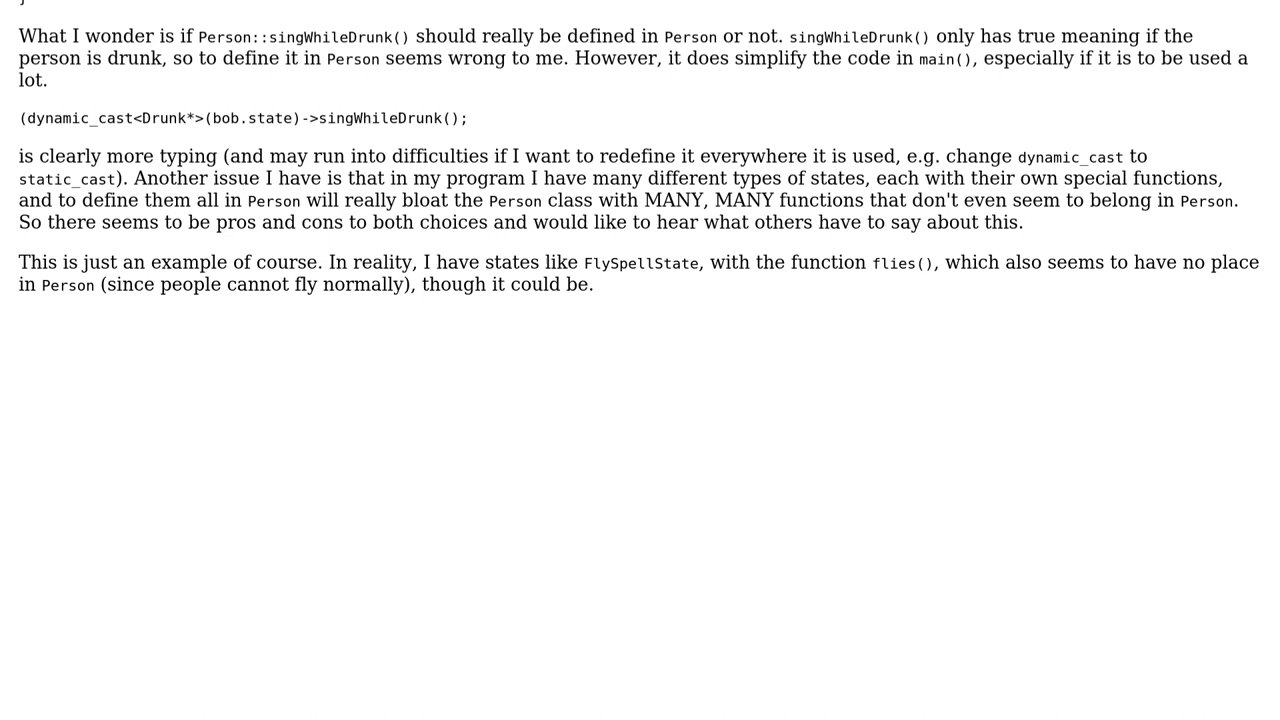 }
What I wonder is if Person::singWhileDrunk() should really be defined in Person or not. singWhileDrunk() only has true meaning if the
person is drunk, so to define it in Person seems wrong to me. However, it does simplify the code in main(), especially if it is to be used a
lot.
(dynamic_cast<Drunk*>(bob.state)->singWhileDrunk();
is clearly more typing (and may run into difficulties if I want to redefine it everywhere it is used, e.g. change dynamic_cast to
static_cast). Another issue I have is that in my program I have many different types of states, each with their own special functions,
and to define them all in Person will really bloat the Person class with MANY, MANY functions that don't even seem to belong in Person.
So there seems to be pros and cons to both choices and would like to hear what others have to say about this.
This is just an example of course. In reality, I have states like FlySpellState, with the function flies(), which also seems to have no place
in Person (since people cannot fly normally), though it could be.